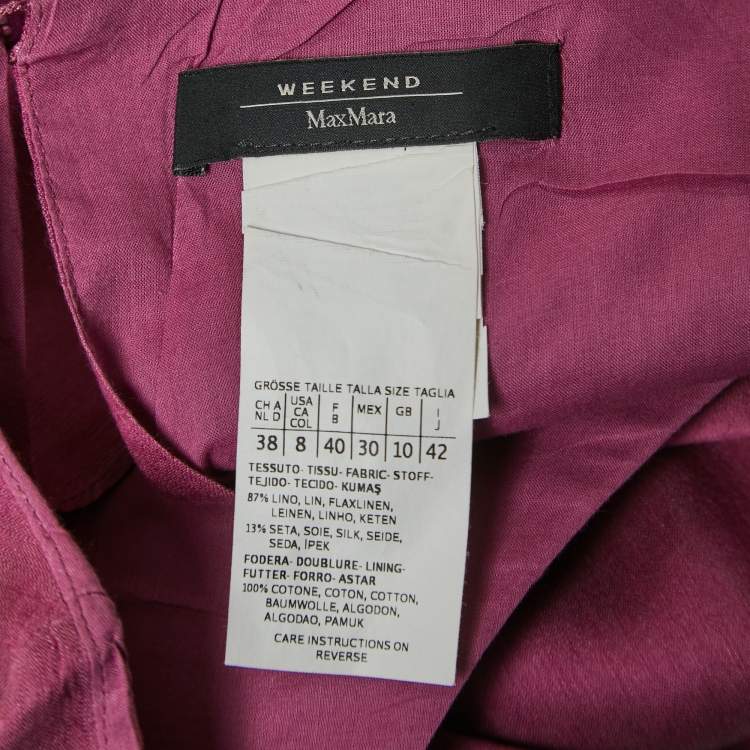 WEEKEND
MaxMara
GRÖSSE TAILLE TALLA SIZE TAGLIA
CH A NL D USA CA COL F B MEX GB I J
38 8 40 30 10 42
TESSUTO- TISSU- FABRIC- STOFF-
TEJIDO- TECIDO- KUMAŞ
87% LINO, LIN, FLAXLINEN,
LEINEN, LINHO, KETEN
13% SETA, SOIE, SILK, SEIDE,
SEDA, İPEK
FODERA- DOUBLURE- LINING-
FUTTER- FORRO- ASTAR
100% COTONE, COTON, COTTON,
BAUMWOLLE, ALGODON,
ALGODAO, PAMUK
CARE INSTRUCTIONS ON
REVERSE